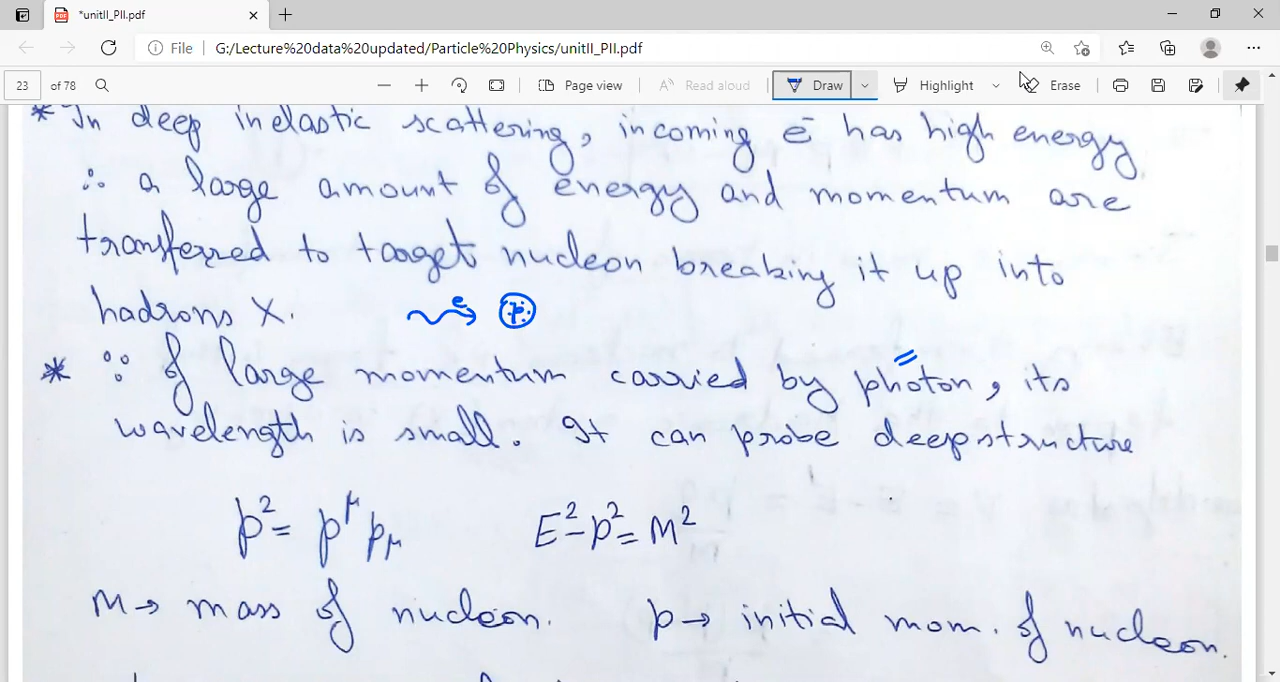 *unitII_PII.pdf
File | G:/Lecture%20data%20updated/Particle%20Physics/unitII_PII.pdf
23 of 78 Page view Read aloud Draw Highlight Erase
* In deep inelastic scattering, incoming e⁻ has high energy
∴ a large amount of energy and momentum are
transferred to target nucleon breaking it up into
hadrons X. e p
* ∵ of large momentum carried by photon, its
wavelength is small. It can probe deep structure
p² = p^μ p_μ E² - p² = M²
M → mass of nucleon. p → initial mom. of nucleon.